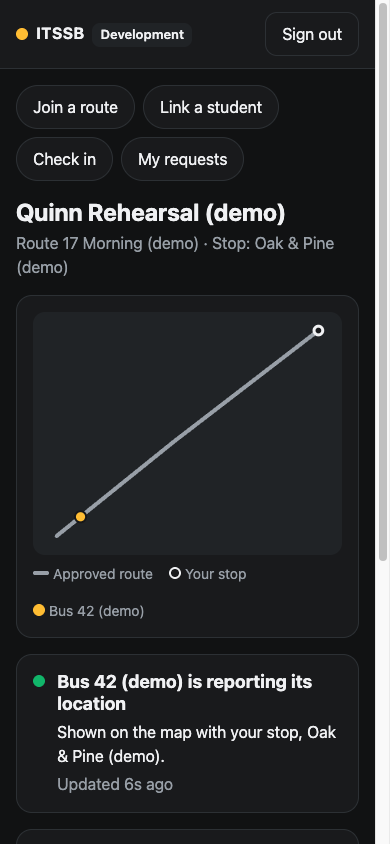 ITSSB Development Sign out
Join a route Link a student
Check in My requests
Quinn Rehearsal (demo)
Route 17 Morning (demo) · Stop: Oak & Pine
(demo)
Approved route Your stop
Bus 42 (demo)
Bus 42 (demo) is reporting its
location
Shown on the map with your stop, Oak
& Pine (demo).
Updated 6s ago